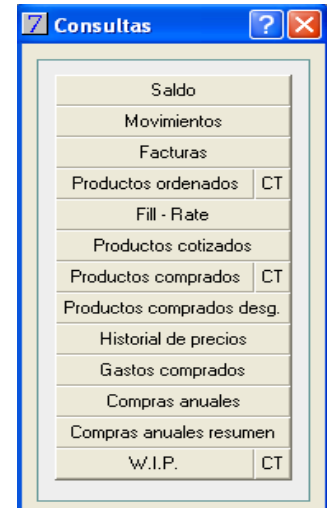 7 Consultas ?
Saldo
Movimientos
Facturas
Productos ordenados CT
Fill - Rate
Productos cotizados
Productos comprados CT
Productos comprados desg.
Historial de precios
Gastos comprados
Compras anuales
Compras anuales resumen
W.I.P. CT